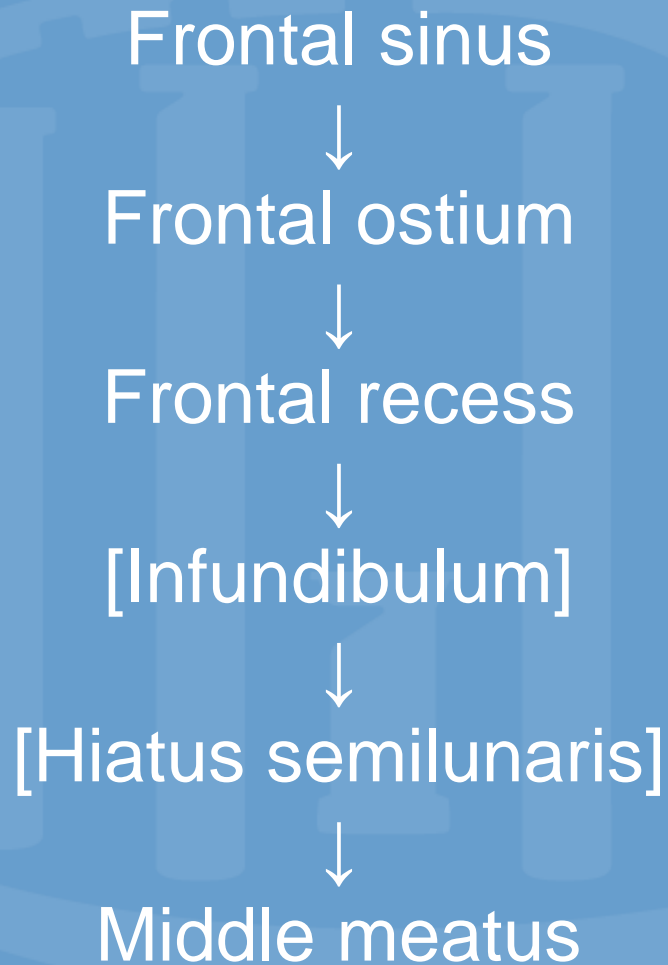 Frontal sinus
↓
Frontal ostium
↓
Frontal recess
↓
[Infundibulum]
↓
[Hiatus semilunaris]
↓
Middle meatus